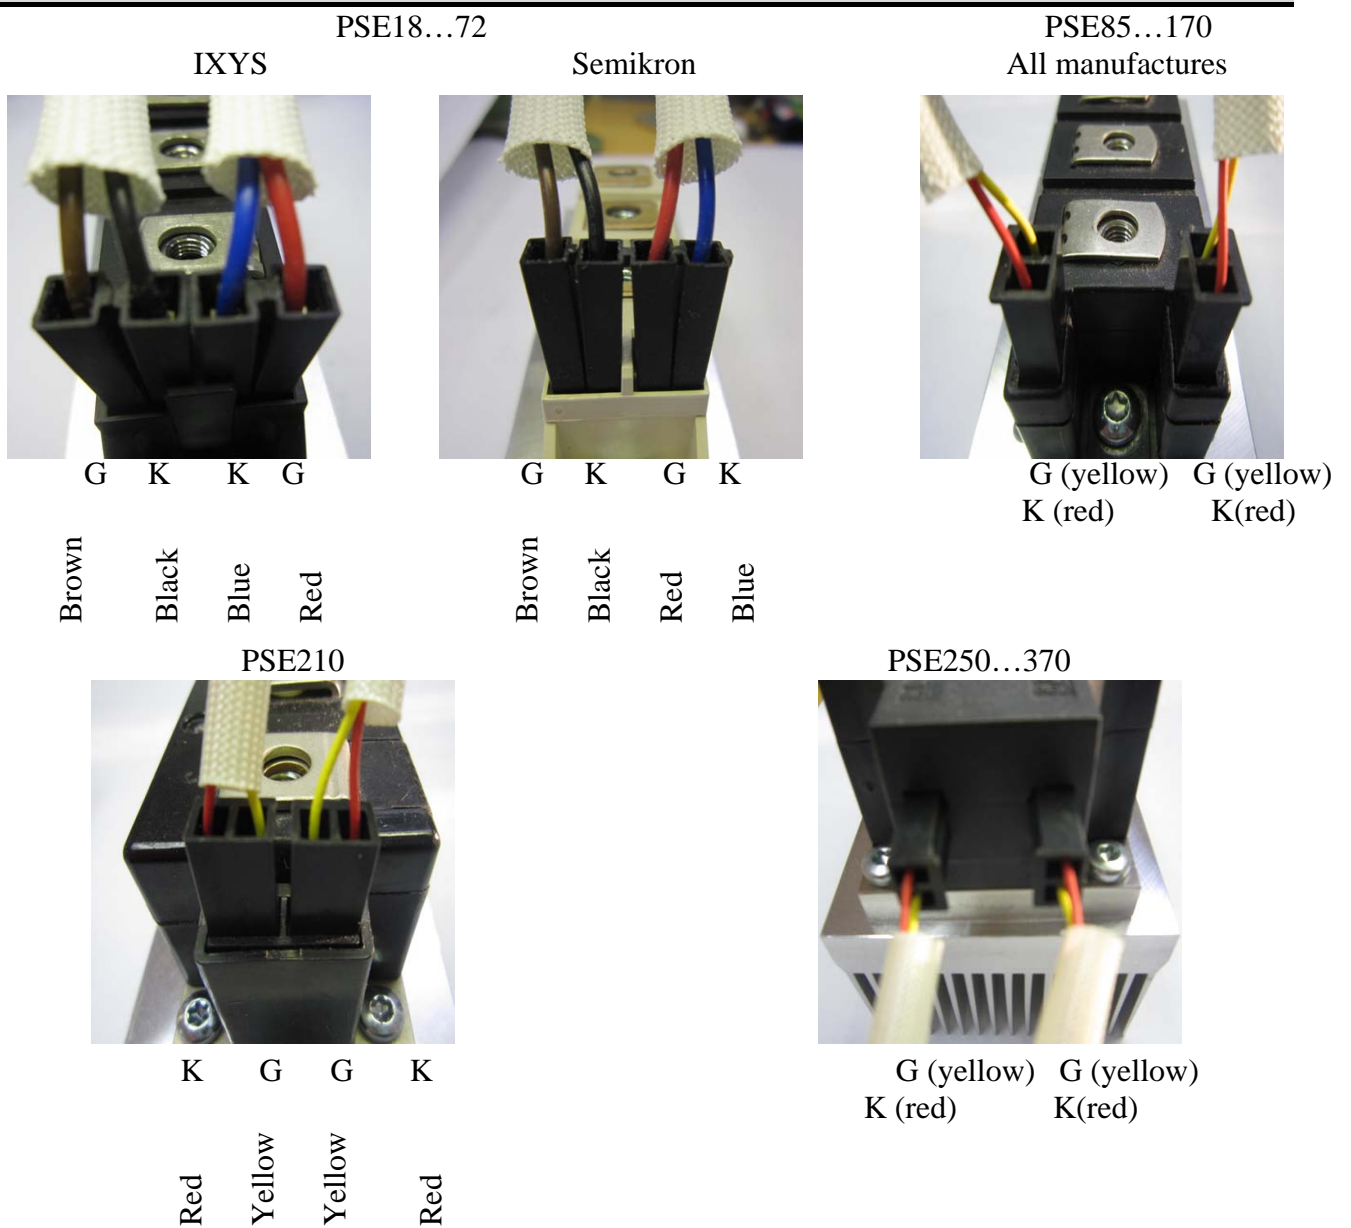 PSE18…72
PSE85…170
IXYS
Semikron
All manufactures
G K K G
G K G K
G (yellow) G (yellow)
K (red) K(red)
Brown
Black
Blue
Red
Brown
Black
Red
Blue
PSE210
PSE250…370
K G G K
G (yellow) G (yellow)
K (red) K(red)
Red
Yellow
Yellow
Red